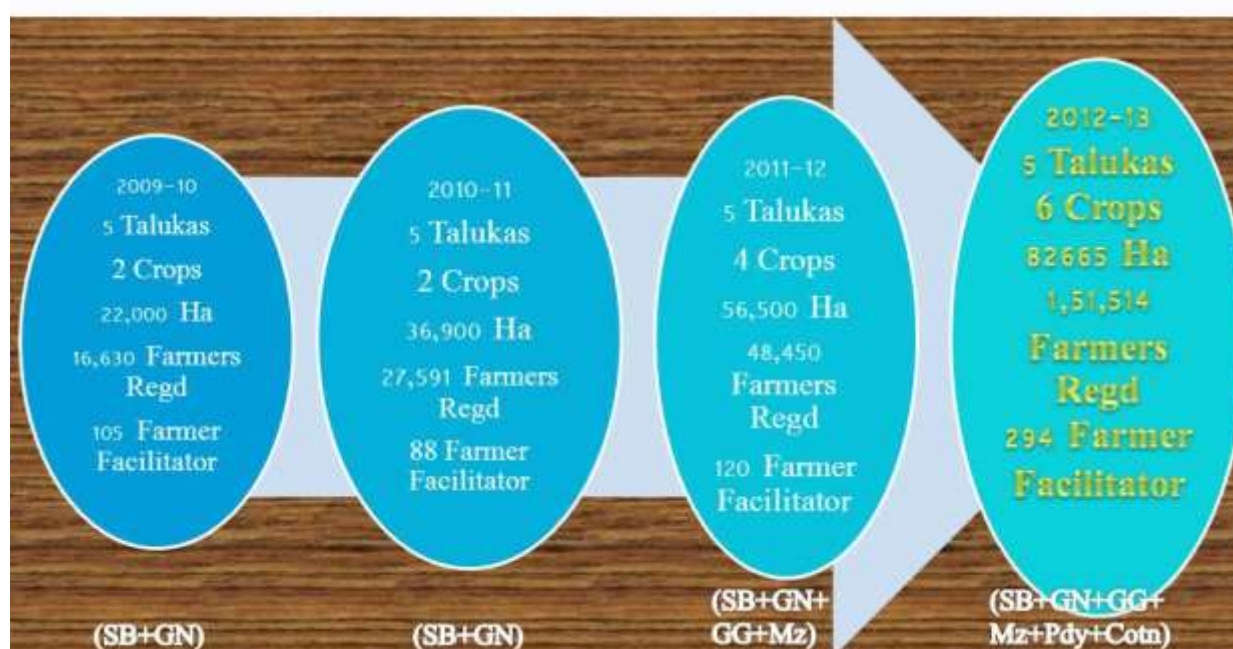 2009-10
5 Talukas
2 Crops
22,000 Ha
16,630 Farmers
Regd
105 Farmer
Facilitator
(SB+GN)
2010-11
5 Talukas
2 Crops
36,900 Ha
27,591 Farmers
Regd
88 Farmer
Facilitator
(SB+GN)
2011-12
5 Talukas
4 Crops
56,500 Ha
48,450
Farmers
Regd
120 Farmer
Facilitator
(SB+GN+
GG+Mz)
2012-13
5 Talukas
6 Crops
82665 Ha
1,51,514
Farmers
Regd
294 Farmer
Facilitator
(SB+GN+GG+
Mz+Pdy+Cotn)